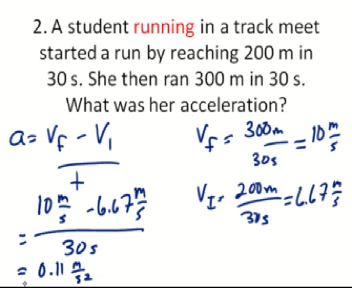 2. A student running in a track meet
started a run by reaching 200 m in
30 s. She then ran 300 m in 30 s.
What was her acceleration?
a= VF - VI
t
= 10 m/s - 6.67 m/s
30 s
= 0.11 m/s2
VF = 300m = 10 m/s
30s
VI = 200m = 6.67 m/s
30s